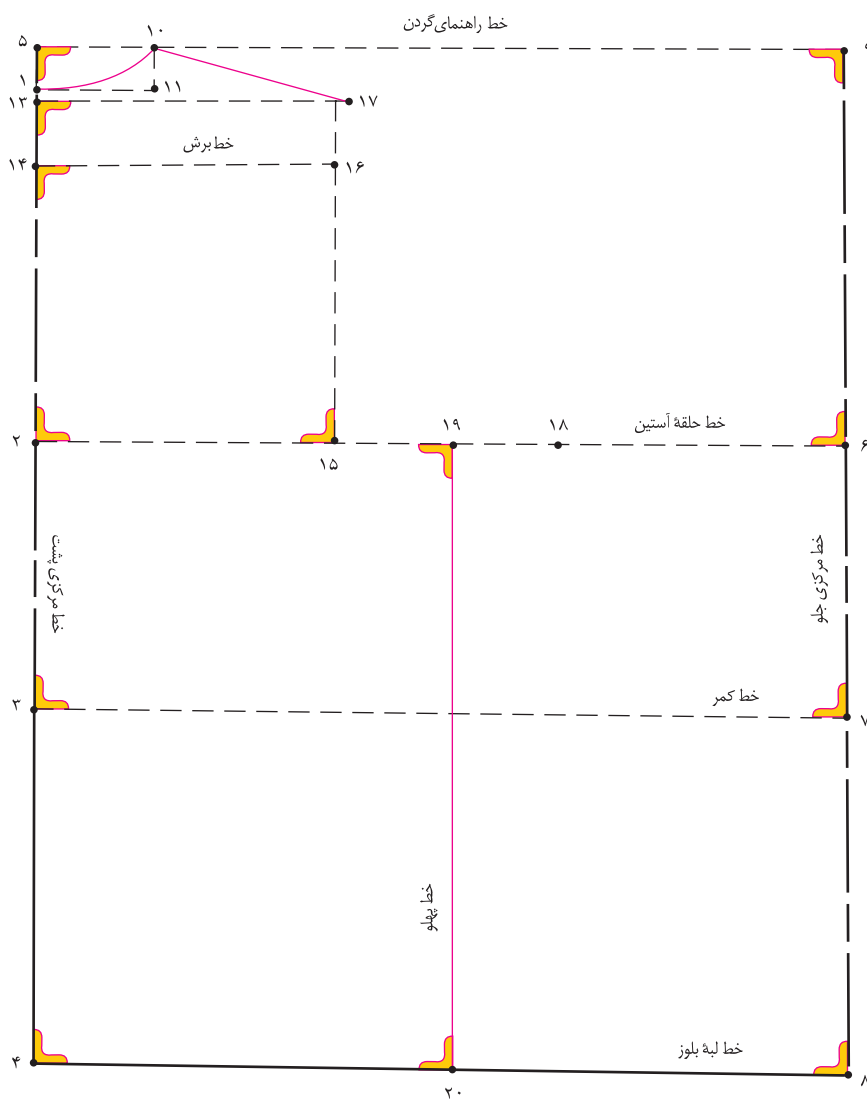 خط راهنمای گردن
۵
۱۰
۱
۱۱
۱۳
۱۷
خط برش
۱۴
۱۶
خط حلقهٔ آستین
۲
۱۹
۱۸
۶
۱۵
خط مرکزی پشت
خط مرکزی جلو
۳
خط کمر
۷
خط پهلو
خط لبهٔ بلوز
۴
۸
۲۰